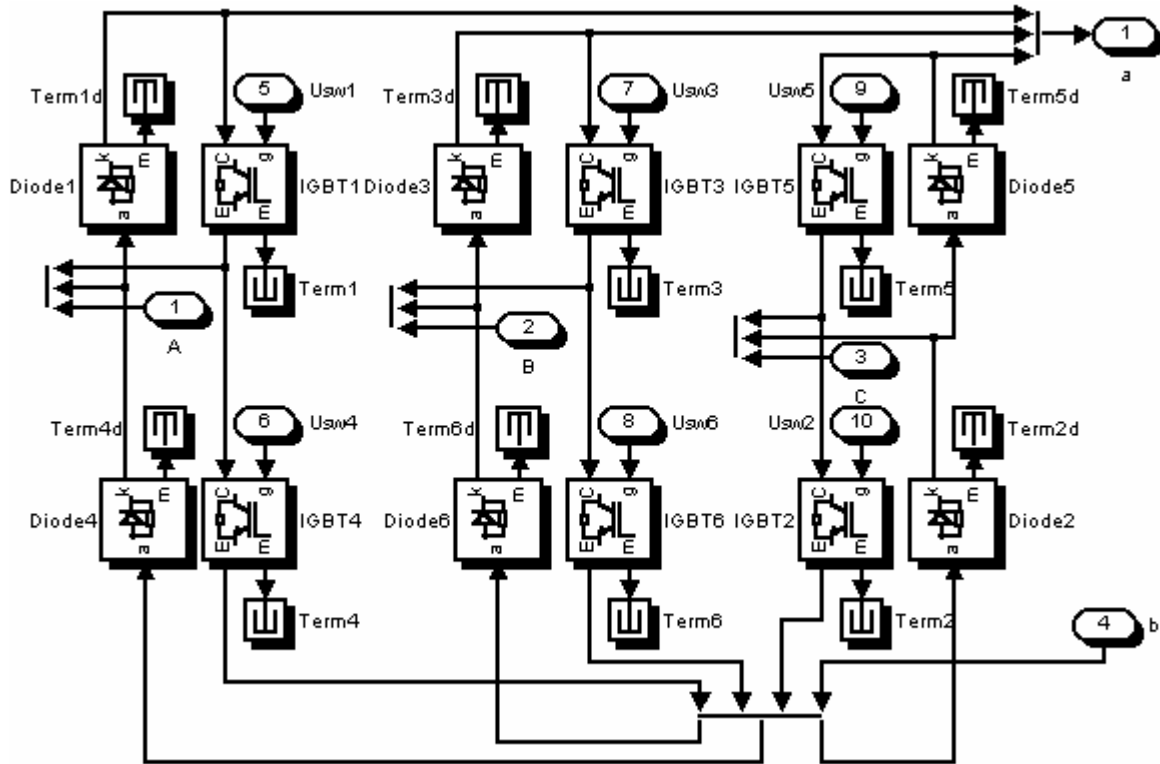 1
a
Term1d
5
Usw1
Term3d
7
Usw3
Usw5
9
Term5d
k
m
C
g
k
m
C
g
C
g
k
m
Diode1
IGBT1
Diode3
IGBT3
IGBT5
Diode5
a
E
m
a
E
m
E
m
a
Term1
Term3
Term5
1
A
2
B
3
C
Term4d
6
Usw4
Term6d
8
Usw6
Usw2
10
Term2d
k
m
C
g
k
m
C
g
C
g
k
m
Diode4
IGBT4
Diode6
IGBT6
IGBT2
Diode2
a
E
m
a
E
m
E
m
a
Term4
Term6
Term2
4
b